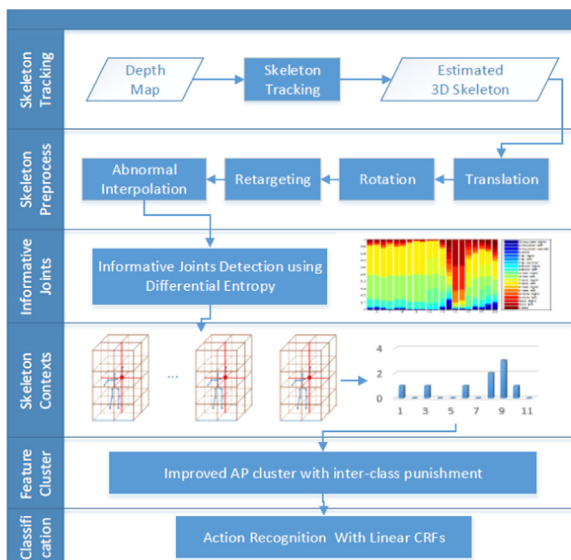 Skeleton
Tracking
Depth
Map
Skeleton
Tracking
Estimated
3D Skeleton
Skeleton
Preprocess
Abnormal
Interpolation
Retargeting
Rotation
Translation
Informative
Joints
Informative Joints Detection using
Differential Entropy
Skeleton
Contexts
...
4
2
0
1 3 5 7 9 11
Feature
Cluster
Improved AP cluster with inter-class punishment
Classifi
cation
Action Recognition With Linear CRFs